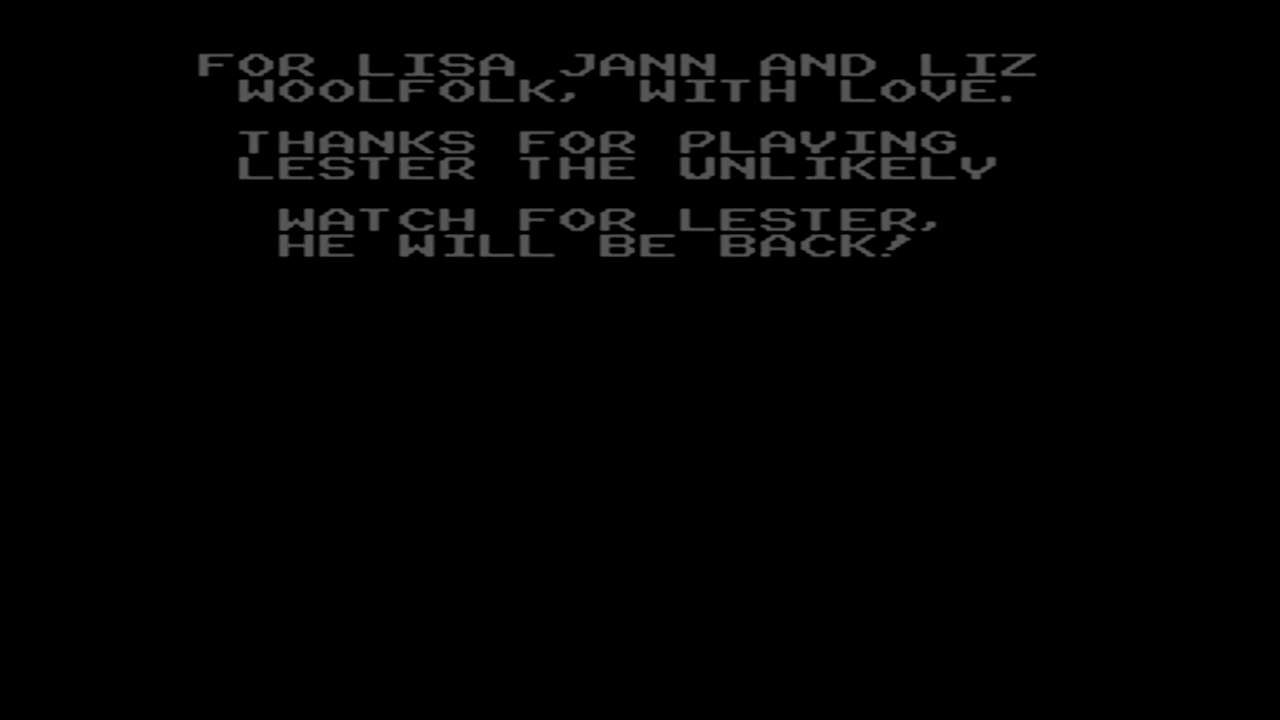 FOR LISA JANN AND LIZ
WOOLFOLK, WITH LOVE.
THANKS FOR PLAYING
LESTER THE UNLIKELY
WATCH FOR LESTER,
HE WILL BE BACK!